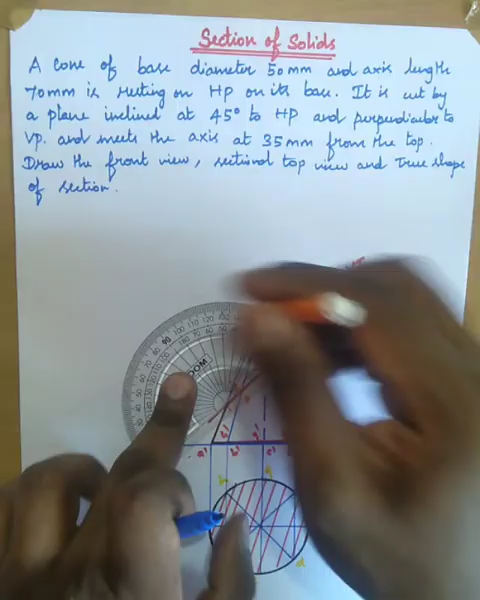 Section of Solids
A cone of base diameter 50mm and axis length
70mm is resting on HP on its base. It is cut by
a plane inclined at 45° to HP and perpendicular to
VP. and meets the axis at 35mm from the top.
Draw the front view, sectional top view and True shape
of section.
a' b' c'